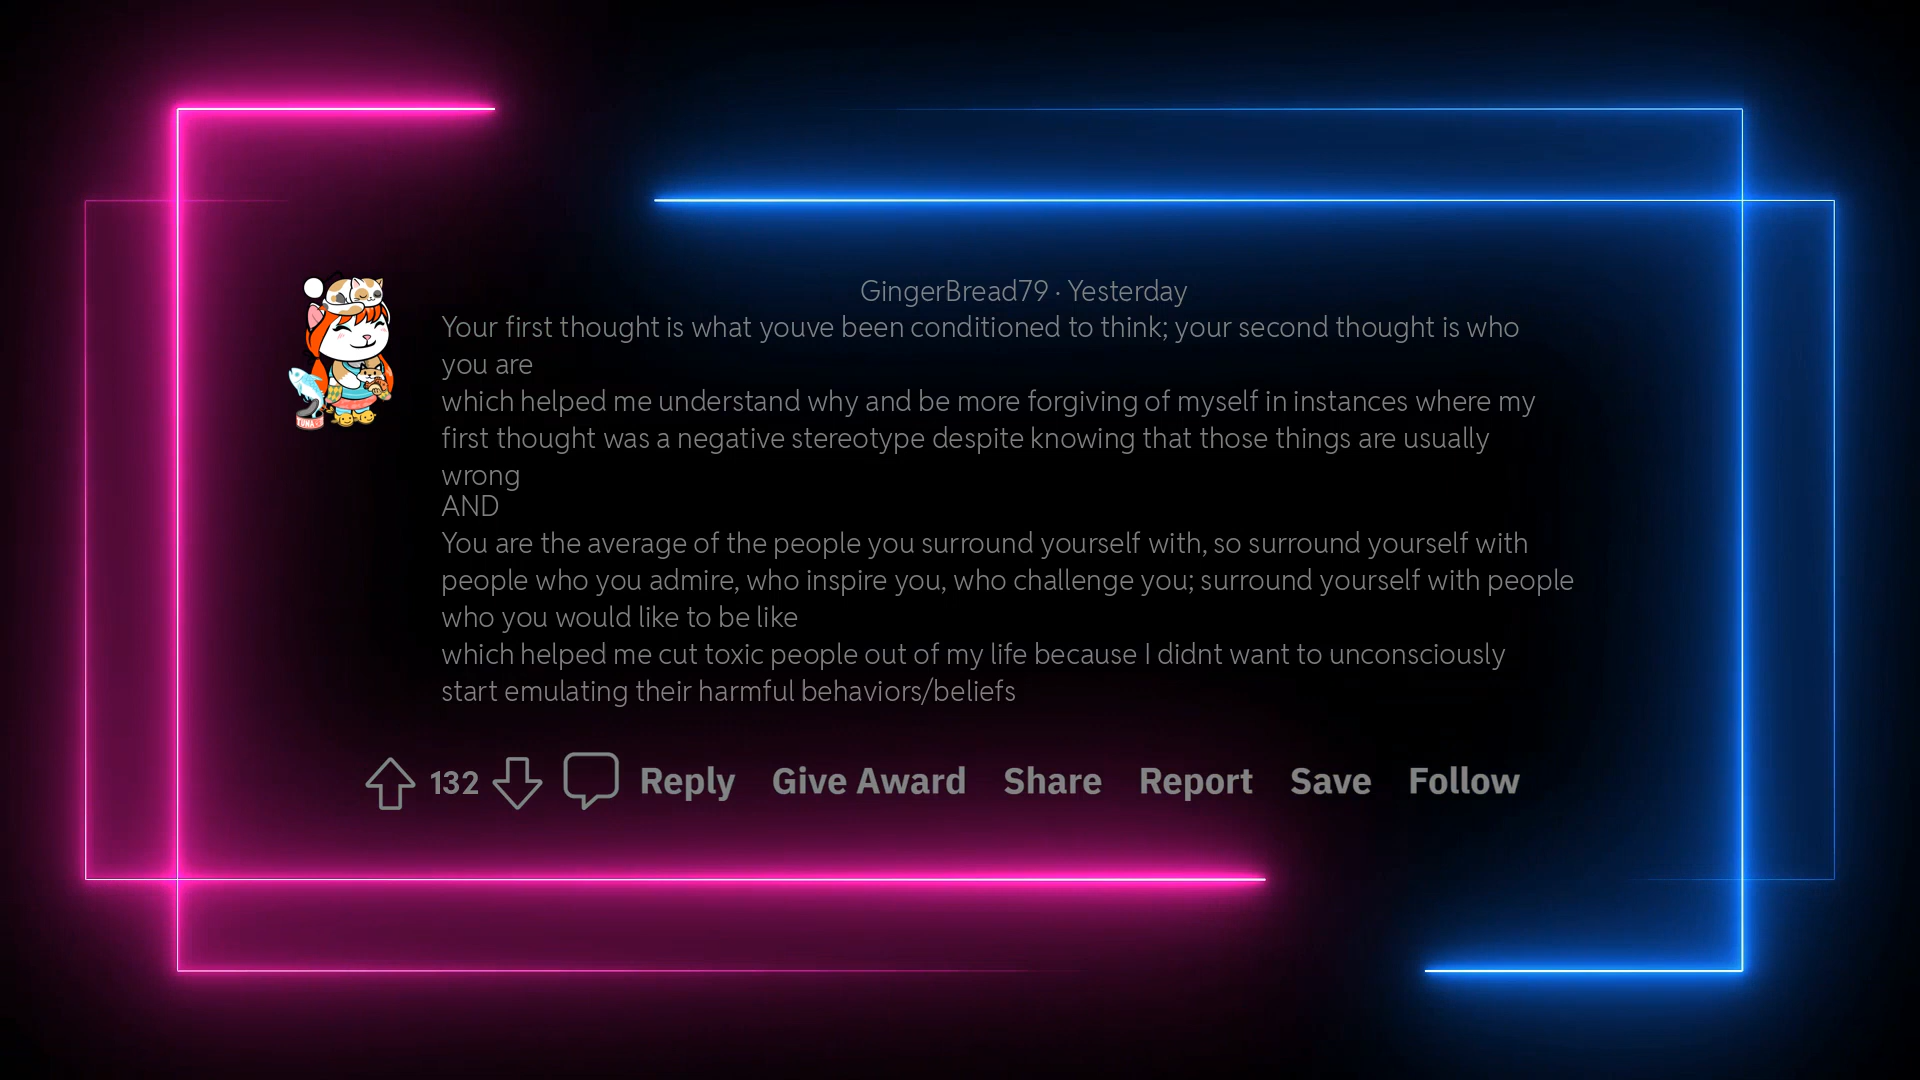 GingerBread79 · Yesterday
Your first thought is what youve been conditioned to think; your second thought is who
you are
which helped me understand why and be more forgiving of myself in instances where my
first thought was a negative stereotype despite knowing that those things are usually
wrong
AND
You are the average of the people you surround yourself with, so surround yourself with
people who you admire, who inspire you, who challenge you; surround yourself with people
who you would like to be like
which helped me cut toxic people out of my life because I didnt want to unconsciously
start emulating their harmful behaviors/beliefs
TUNA
132 Reply Give Award Share Report Save Follow